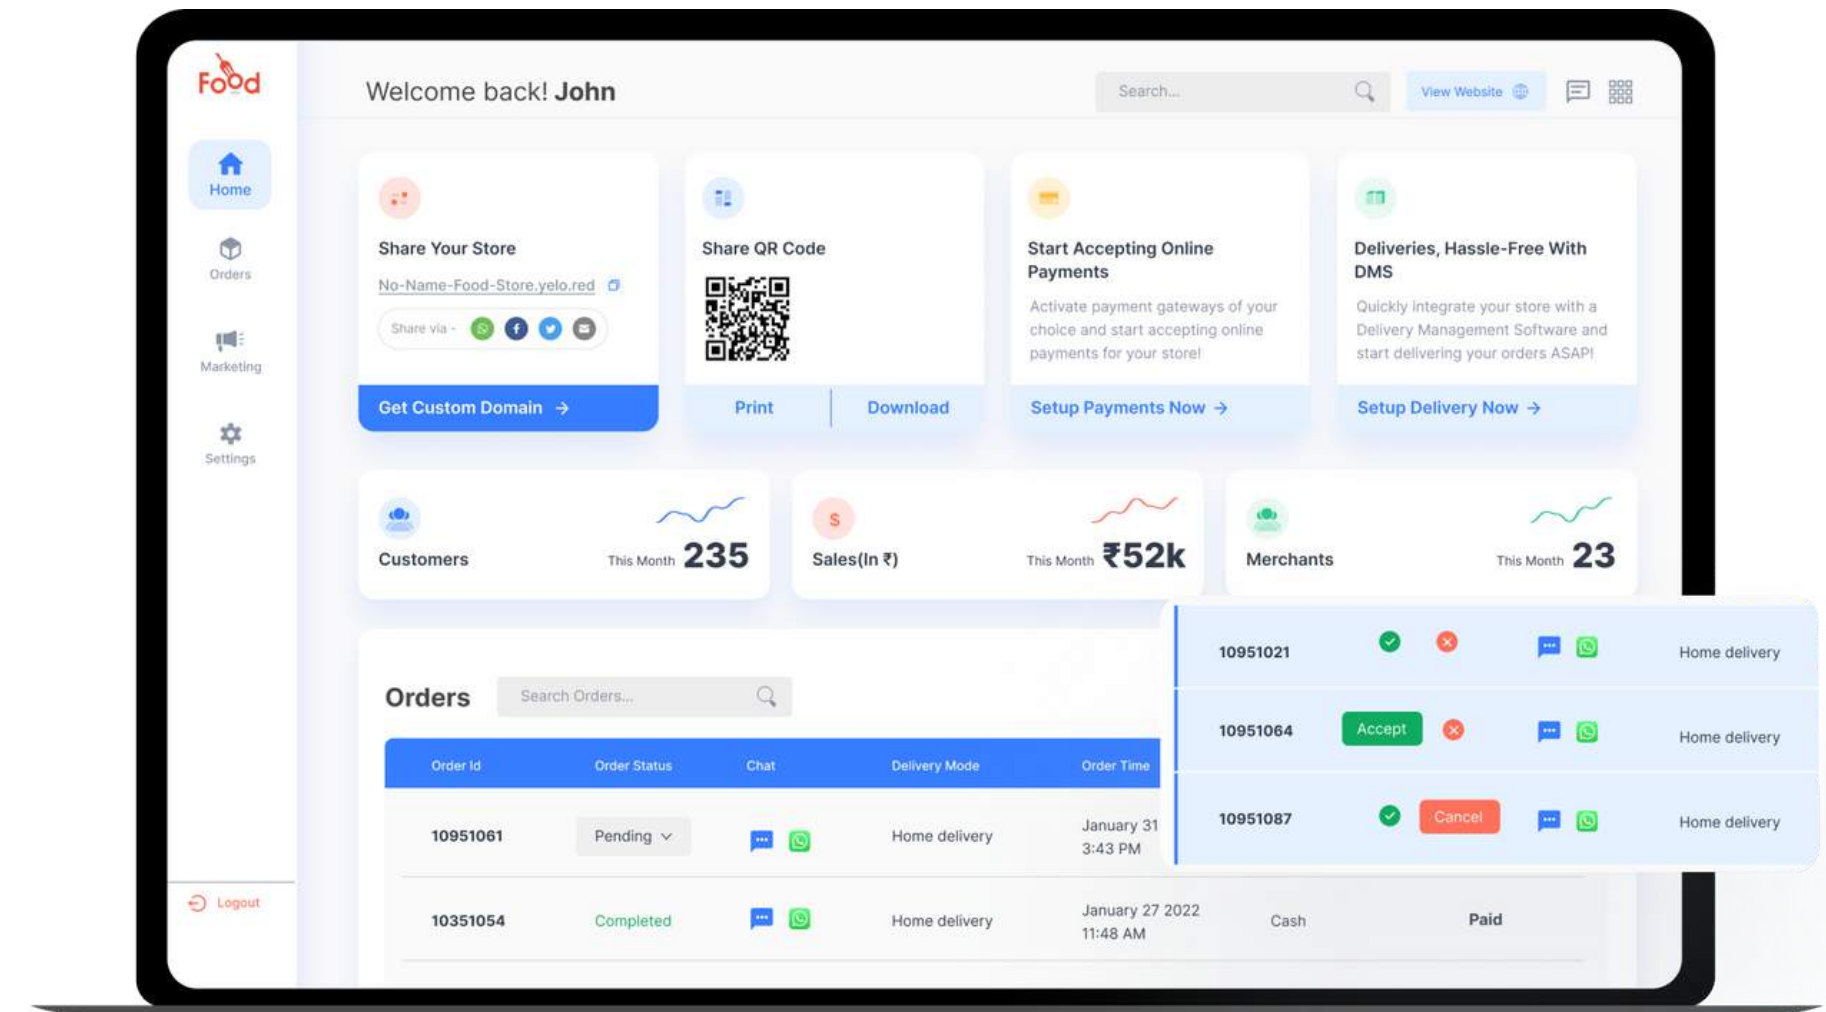 Food
Welcome back! John
Search...
View Website
Home
Orders
Marketing
Settings
Logout
Share Your Store
No-Name-Food-Store.yelo.red
Share via -
Get Custom Domain →
Share QR Code
Print
Download
Start Accepting Online
Payments
Activate payment gateways of your
choice and start accepting online
payments for your store!
Setup Payments Now →
Deliveries, Hassle-Free With
DMS
Quickly integrate your store with a
Delivery Management Software and
start delivering your orders ASAP!
Setup Delivery Now →
Customers
This Month 235
$
Sales(In ₹)
This Month ₹52k
Merchants
This Month 23
Orders
Search Orders...
Order Id Order Status Chat Delivery Mode Order Time
10951061 Pending Home delivery January 31
3:43 PM
10351054 Completed Home delivery January 27 2022
11:48 AM
Cash Paid
10951021 Home delivery
10951064 Accept Home delivery
10951087 Cancel Home delivery